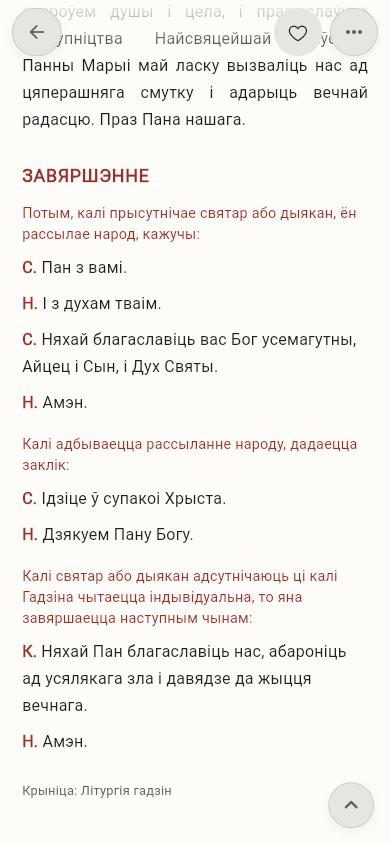 душы і цела, і
Найсвяцейшай
Панны Марыі май ласку вызваліць нас ад
цяперашняга смутку і адарыць вечнай
радасцю. Праз Пана нашага.
ЗАВЯРШЭННЕ
Потым, калі прысутнічае святар або дыякан, ён
рассылае народ, кажучы:
С. Пан з вамі.
Н. І з духам тваім.
С. Няхай благаславіць вас Бог усемагутны,
Айцец і Сын, і Дух Святы.
Н. Амэн.
Калі адбываецца рассыланне народу, дадаецца
заклік:
С. Ідзіце ў супакоі Хрыста.
Н. Дзякуем Пану Богу.
Калі святар або дыякан адсутнічаюць ці калі
Гадзіна чытаецца індывідуальна, то яна
завяршаецца наступным чынам:
К. Няхай Пан благаславіць нас, абароніць
ад усялякага зла і давядзе да жыцця
вечнага.
Н. Амэн.
Крыніца: Літургія гадзін